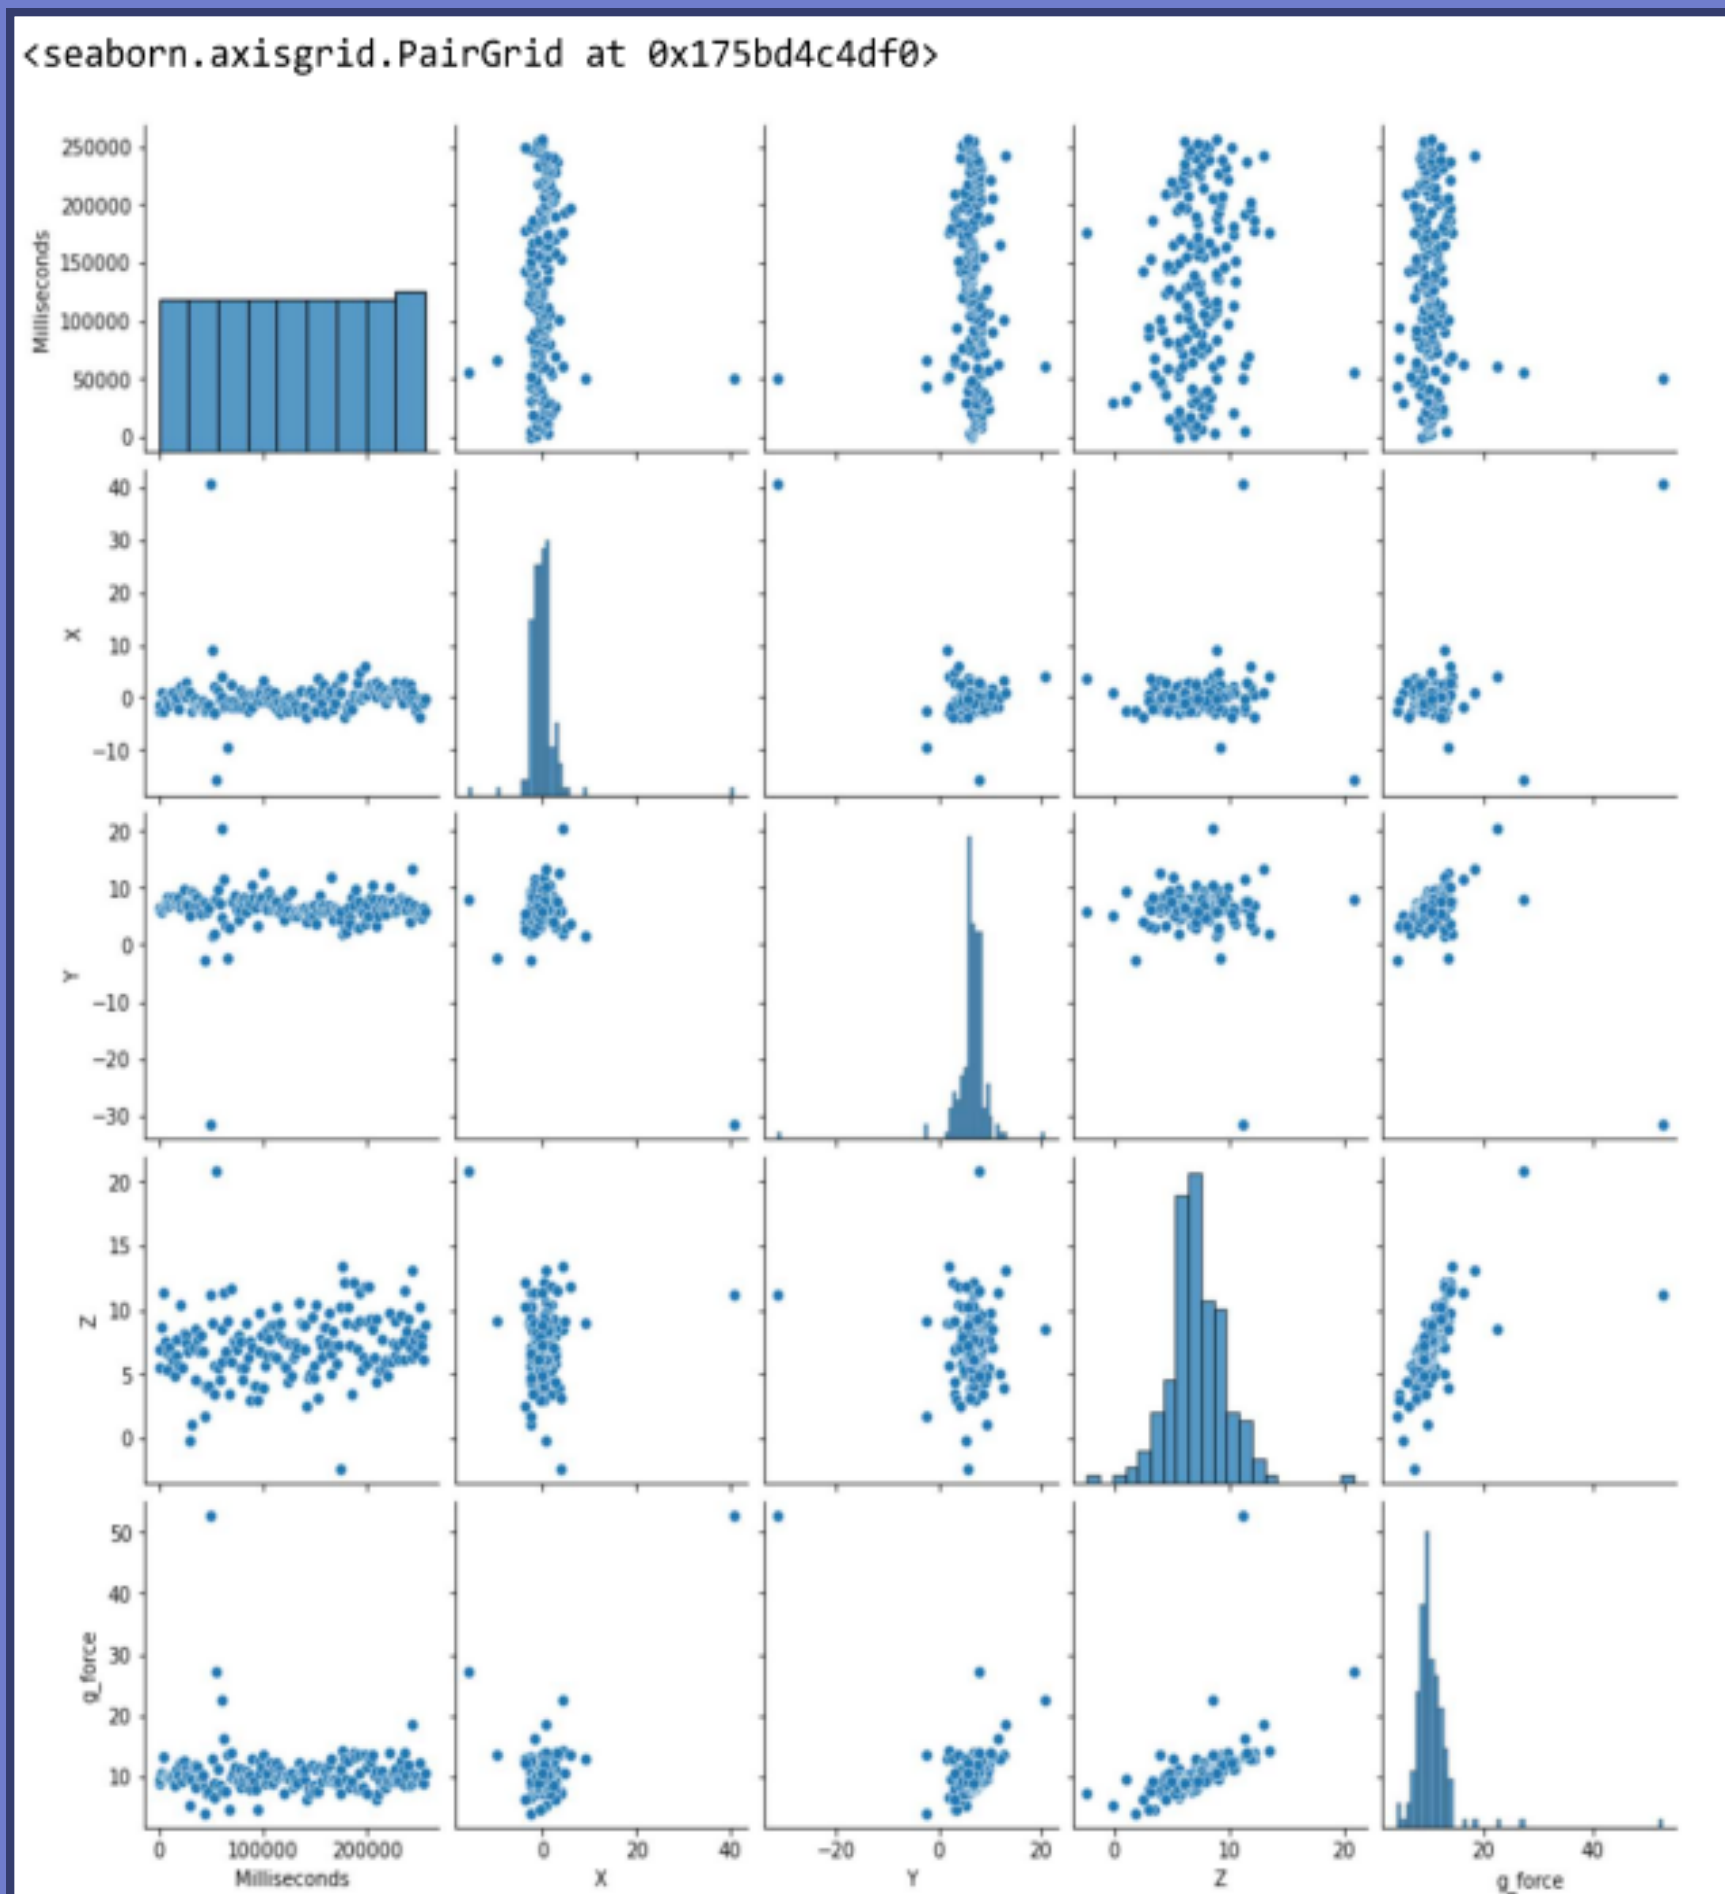 <seaborn.axisgrid.PairGrid at 0x175bd4c4df0>
250000
200000
150000
100000
50000
0
Milliseconds
40
30
20
10
0
−10
X
20
10
0
−10
−20
−30
Y
20
15
10
5
0
Z
50
40
30
20
10
g_force
0 100000 200000
Milliseconds
0 20 40
X
−20 0 20
Y
0 10 20
Z
20 40
g_force